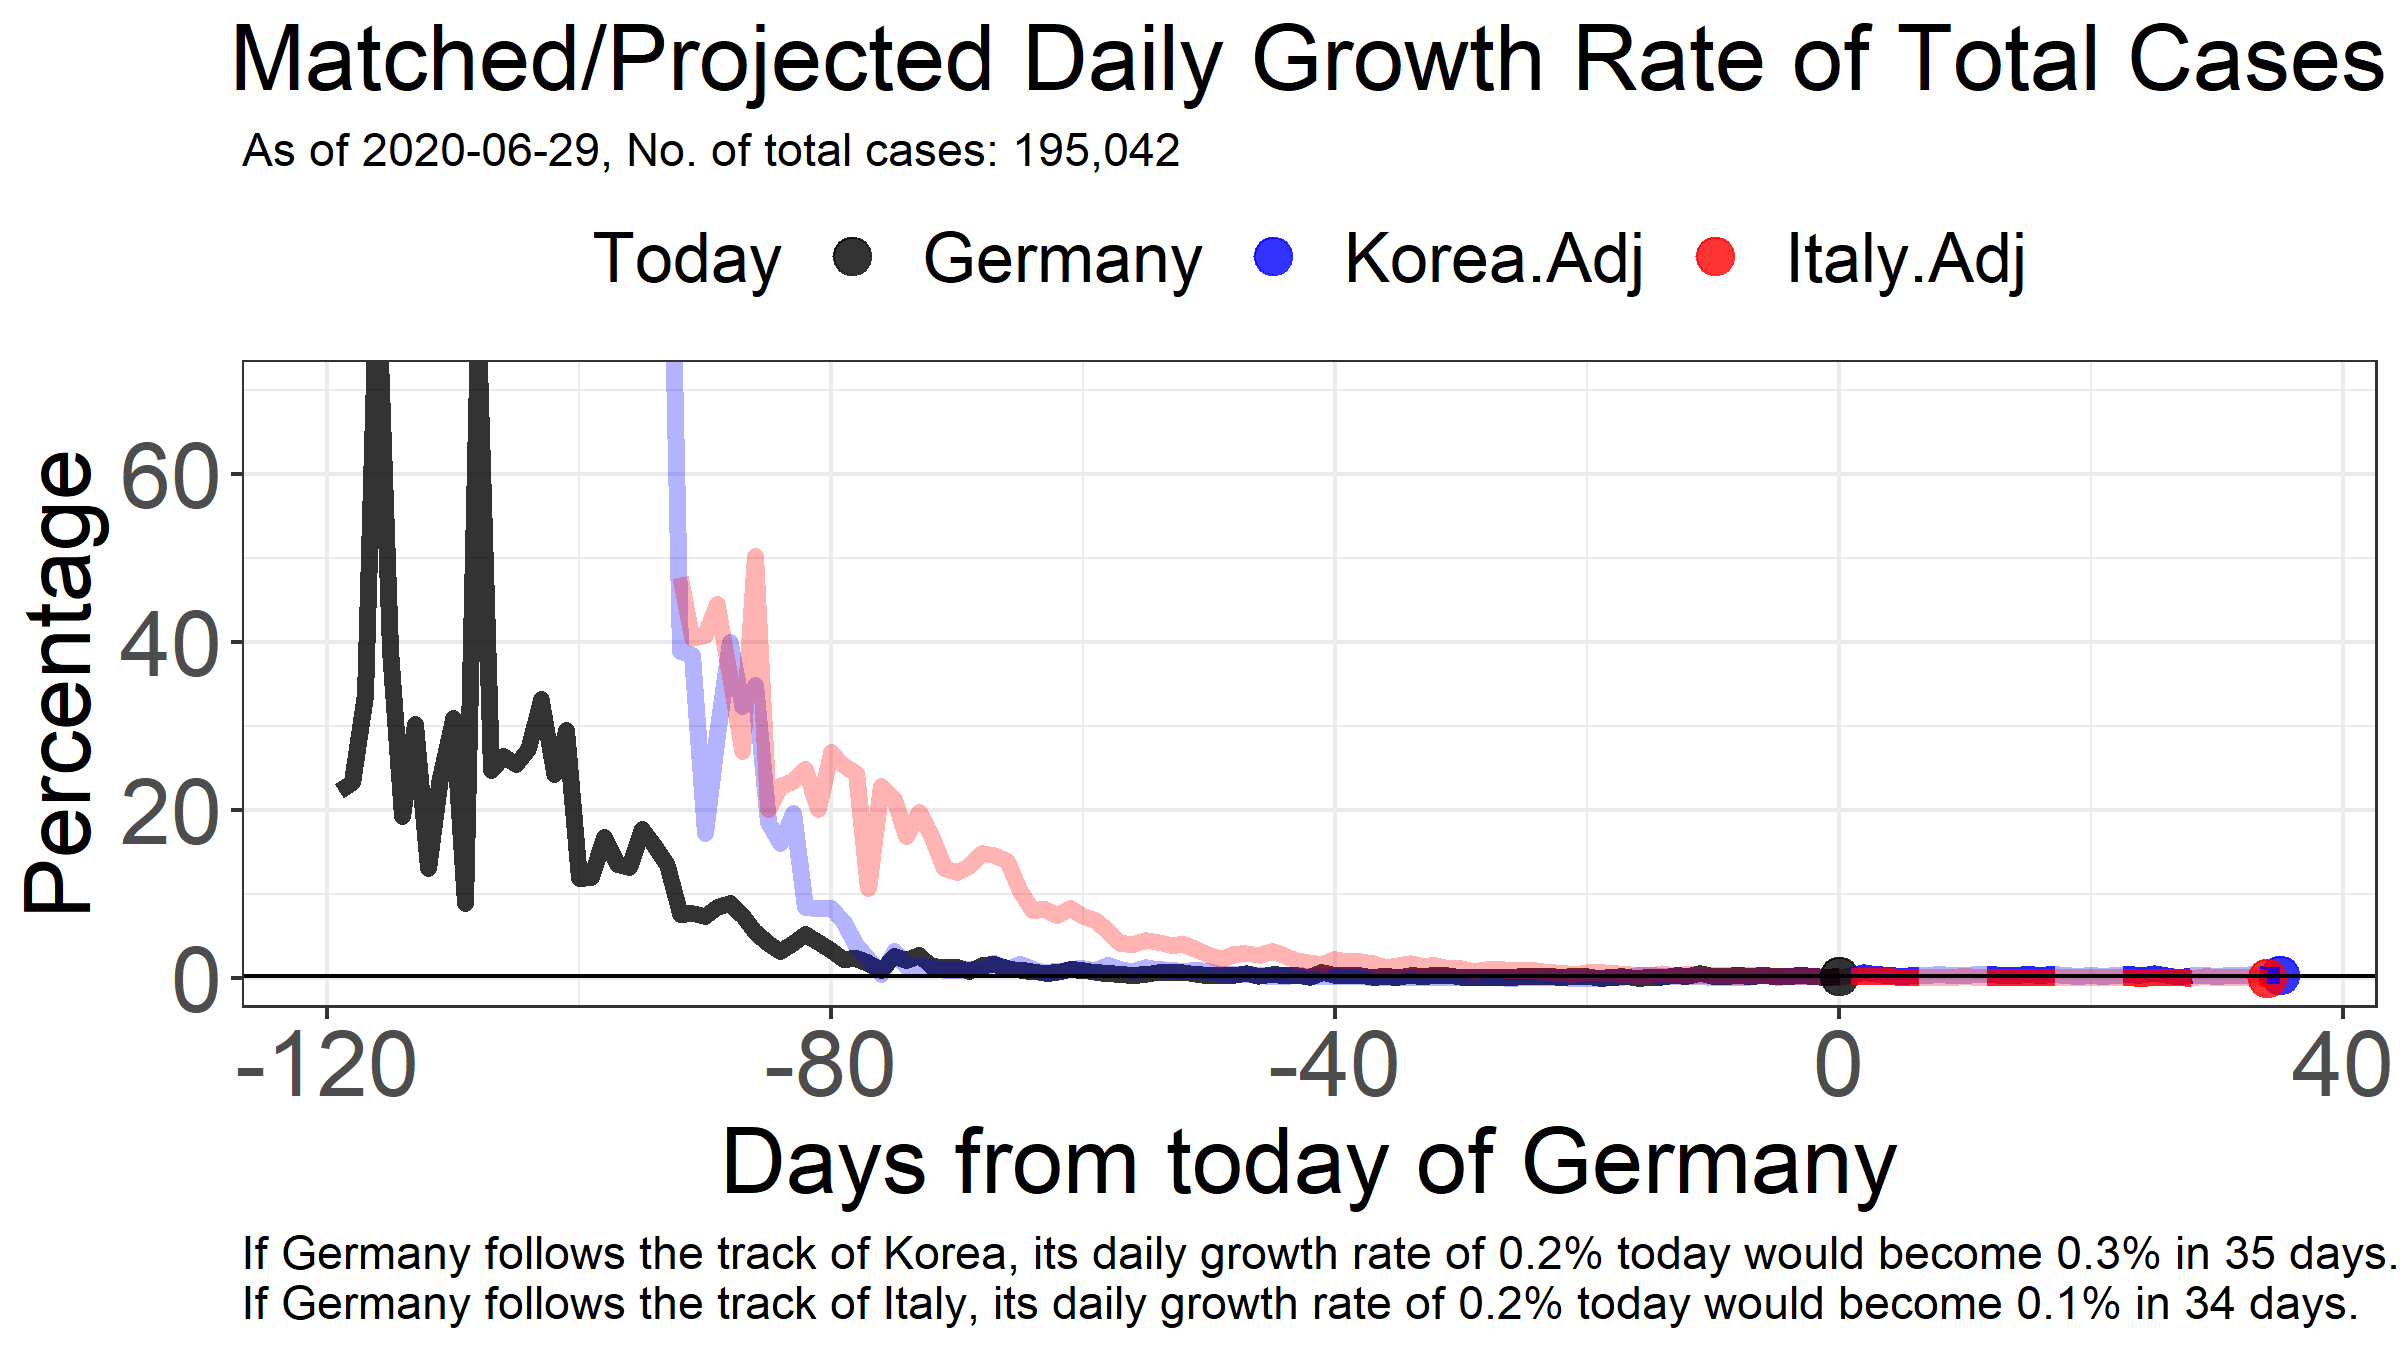 Matched/Projected Daily Growth Rate of Total Cases
As of 2020-06-29, No. of total cases: 195,042
Today Germany Korea.Adj Italy.Adj
Percentage
60
40
20
0
-120 -80 -40 0 40
Days from today of Germany
If Germany follows the track of Korea, its daily growth rate of 0.2% today would become 0.3% in 35 days.
If Germany follows the track of Italy, its daily growth rate of 0.2% today would become 0.1% in 34 days.